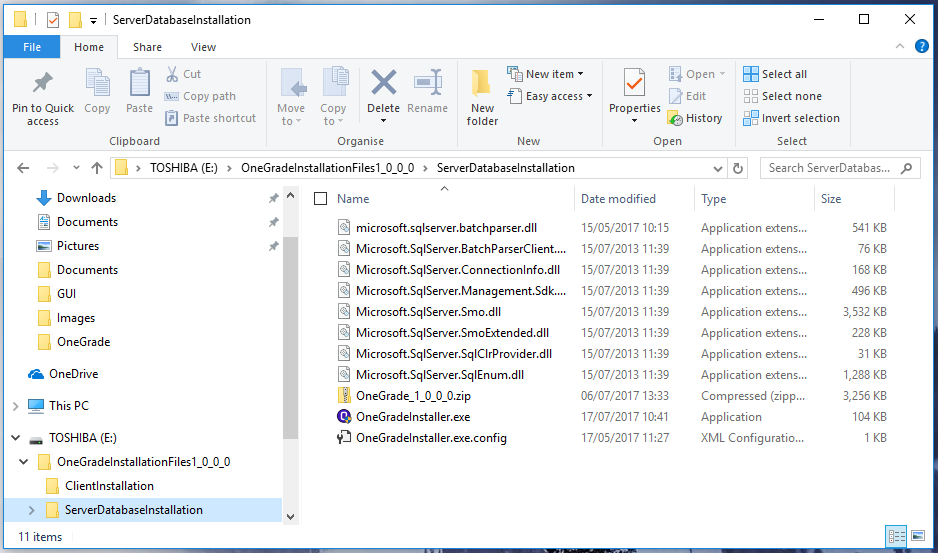 ServerDatabaseInstallation
File Home Share View
Pin to Quick access
Copy
Paste
Cut
Copy path
Paste shortcut
Clipboard
Move to
Copy to
Delete
Rename
Organise
New folder
New item
Easy access
New
Properties
Open
Edit
History
Open
Select all
Select none
Invert selection
Select
TOSHIBA (E:) OneGradeInstallationFiles1_0_0_0 ServerDatabaseInstallation
Search ServerDatabas...
Downloads
Documents
Pictures
Documents
GUI
Images
OneGrade
OneDrive
This PC
TOSHIBA (E:)
OneGradeInstallationFiles1_0_0_0
ClientInstallation
ServerDatabaseInstallation
Name Date modified Type Size
microsoft.sqlserver.batchparser.dll 15/05/2017 10:15 Application extens... 541 KB
Microsoft.SqlServer.BatchParserClient.... 15/07/2013 11:39 Application extens... 76 KB
Microsoft.SqlServer.ConnectionInfo.dll 15/07/2013 11:39 Application extens... 168 KB
Microsoft.SqlServer.Management.Sdk.... 15/07/2013 11:39 Application extens... 496 KB
Microsoft.SqlServer.Smo.dll 15/07/2013 11:39 Application extens... 3,532 KB
Microsoft.SqlServer.SmoExtended.dll 15/07/2013 11:39 Application extens... 228 KB
Microsoft.SqlServer.SqlClrProvider.dll 15/07/2013 11:39 Application extens... 31 KB
Microsoft.SqlServer.SqlEnum.dll 15/07/2013 11:39 Application extens... 1,288 KB
OneGrade_1_0_0_0.zip 06/07/2017 13:33 Compressed (zipp... 3,256 KB
OneGradeInstaller.exe 17/07/2017 10:41 Application 104 KB
OneGradeInstaller.exe.config 17/05/2017 11:27 XML Configuratio... 1 KB
11 items